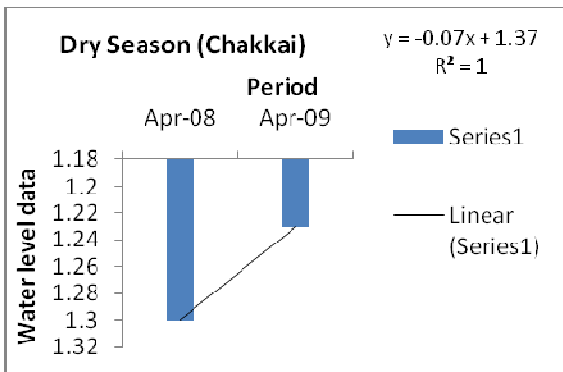 Dry Season (Chakkai)
y = -0.07x + 1.37
R² = 1
Period
Apr-08 Apr-09
Water level data
1.18
1.2
1.22
1.24
1.26
1.28
1.3
1.32
Series1
Linear
(Series1)